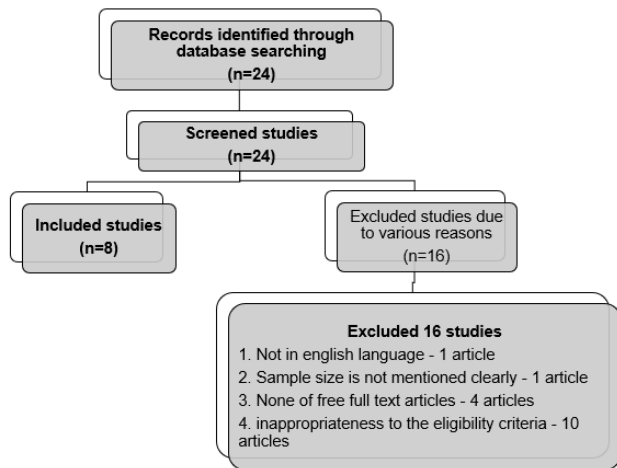 Records identified through
database searching
(n=24)
Screened studies
(n=24)
Included studies
(n=8)
Excluded studies due
to various reasons
(n=16)
Excluded 16 studies
1. Not in english language - 1 article
2. Sample size is not mentioned clearly - 1 article
3. None of free full text articles - 4 articles
4. inappropriateness to the eligibility criteria - 10
articles